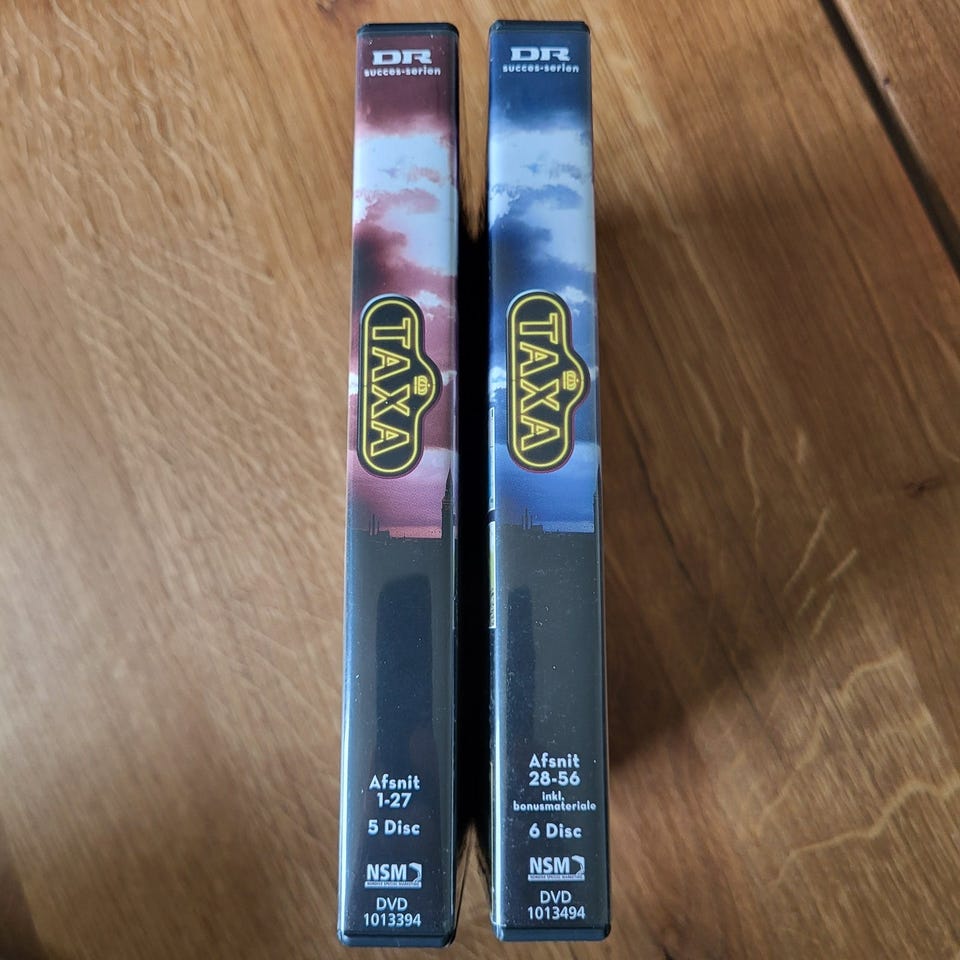 DR
succes-serien
TAXA
Afsnit
1-27
5 Disc
NSM
DVD
1013394
DR
succes-serien
TAXA
Afsnit
28-56
inkl.
bonusmateriale
6 Disc
NSM
DVD
1013494